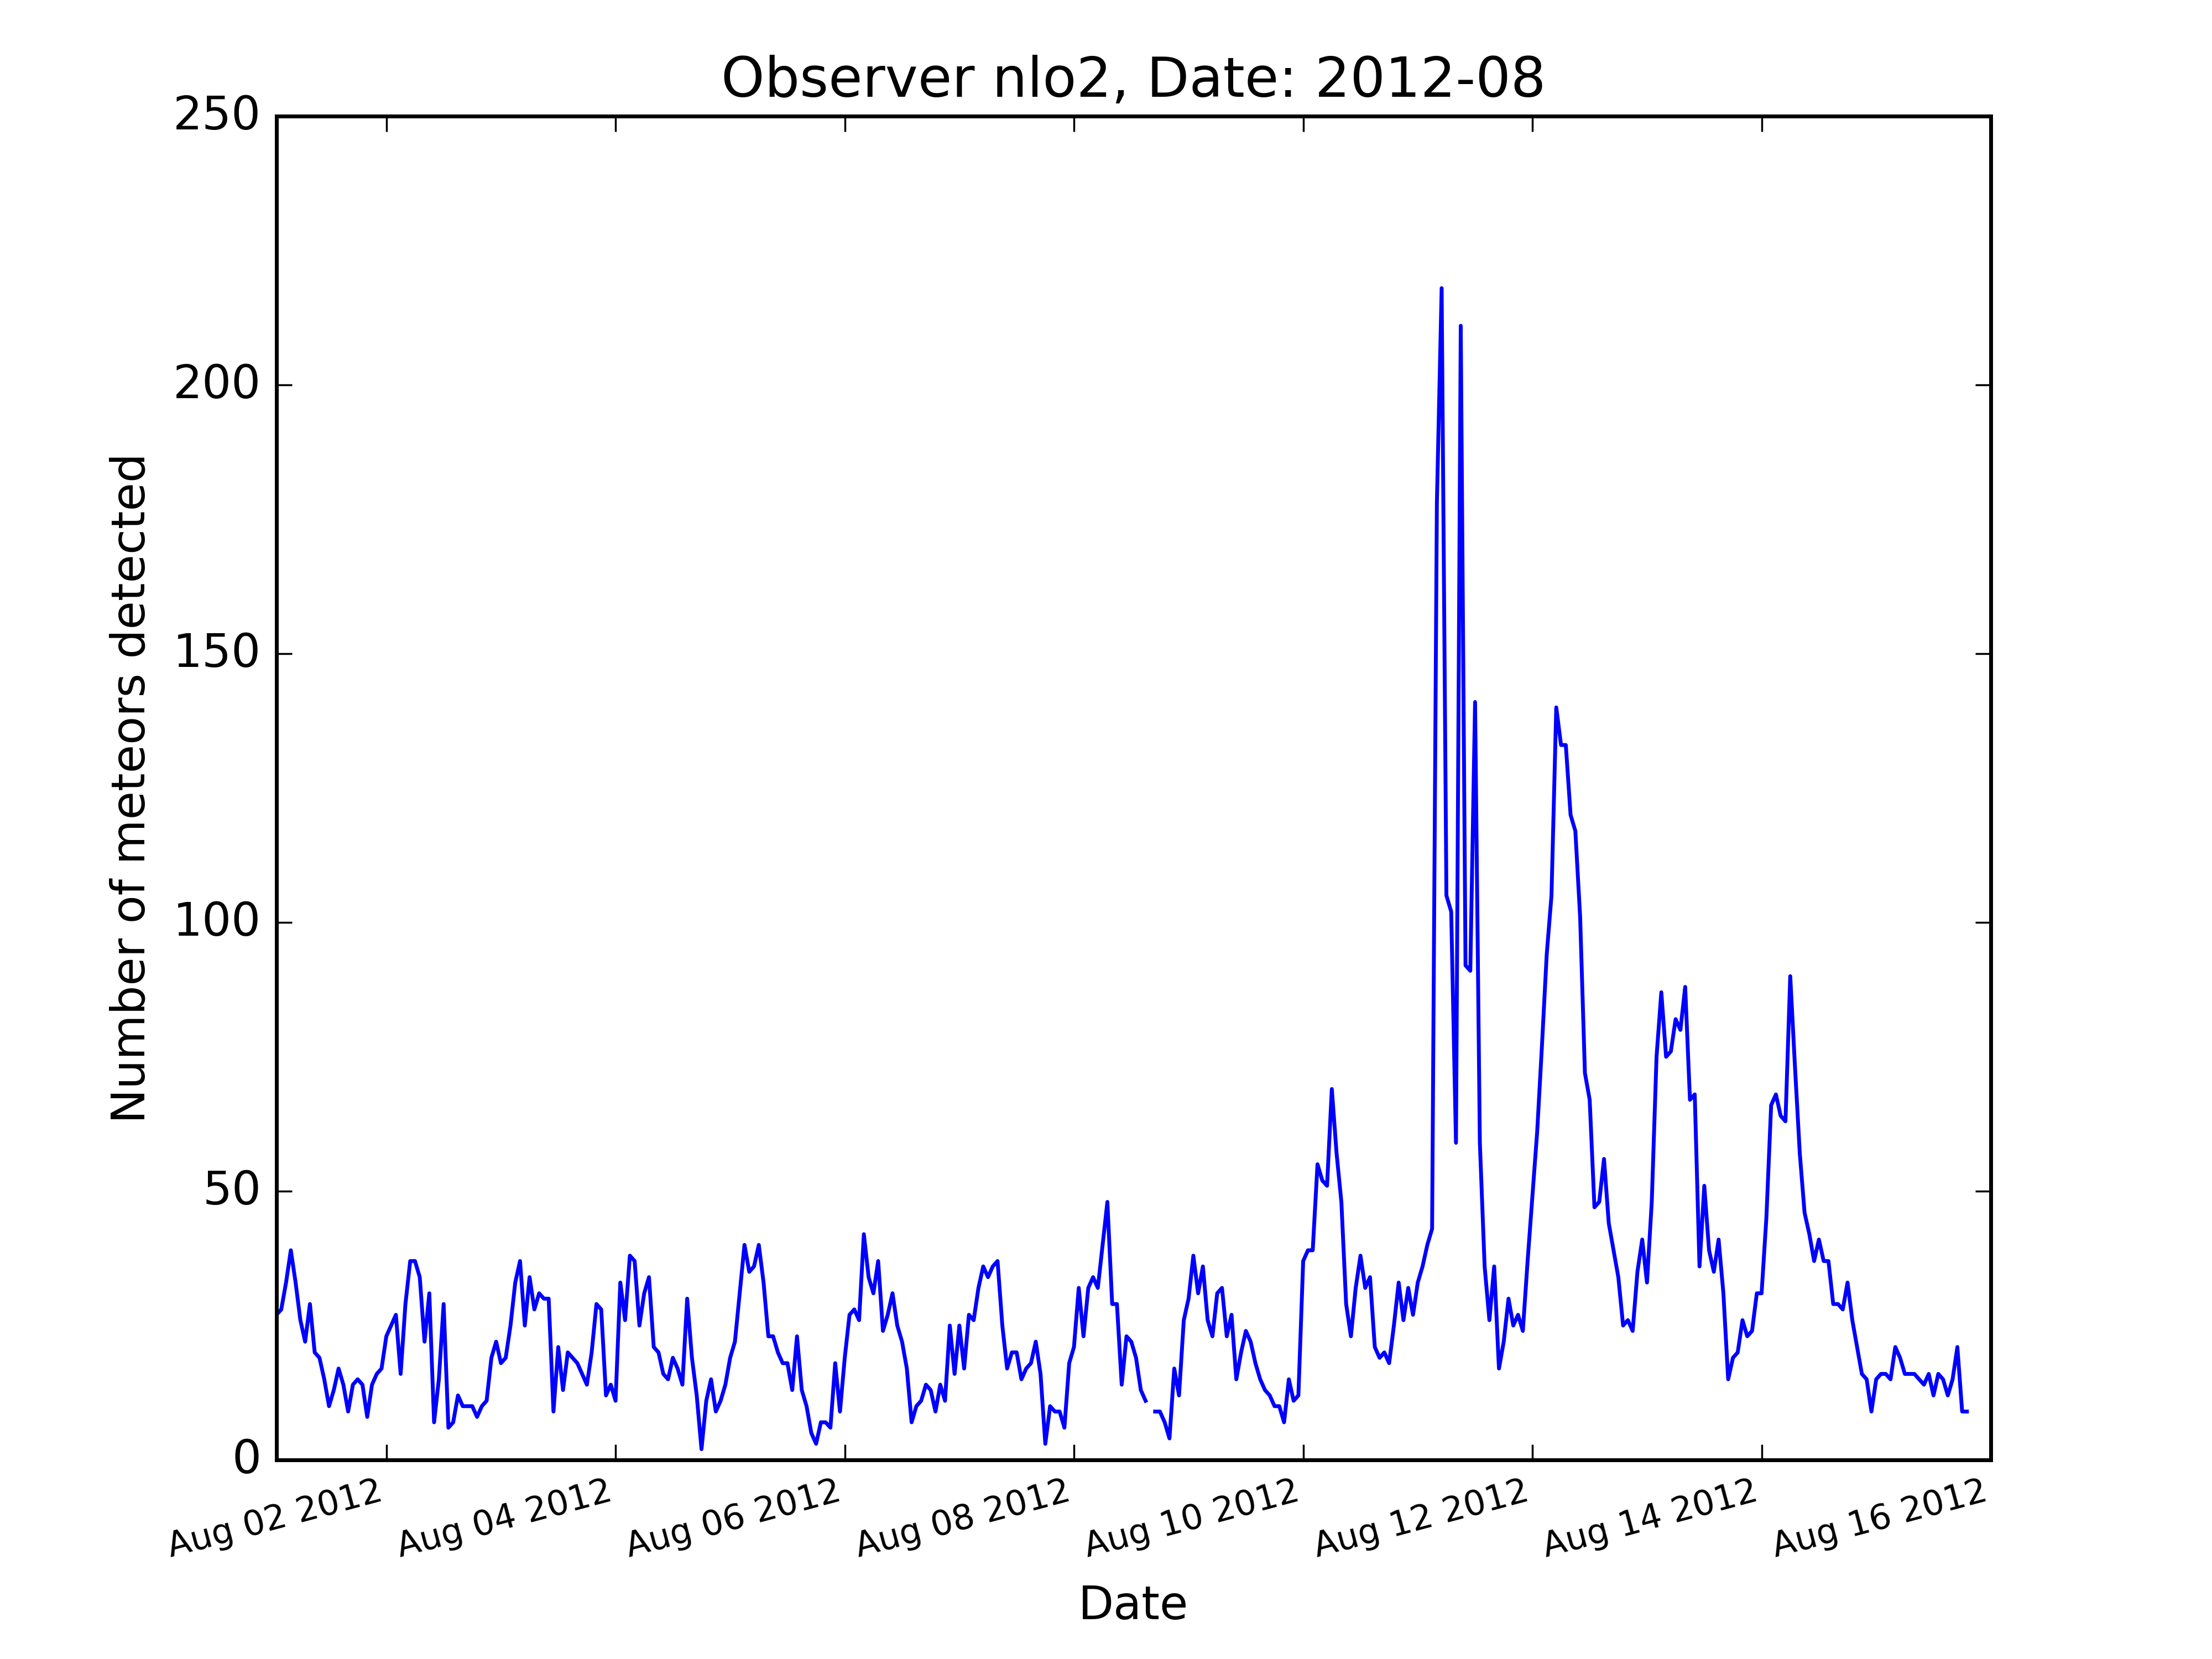 Observer nlo2, Date: 2012-08
250
200
150
100
50
0
Number of meteors detected
Aug 02 2012
Aug 04 2012
Aug 06 2012
Aug 08 2012
Aug 10 2012
Aug 12 2012
Aug 14 2012
Aug 16 2012
Date